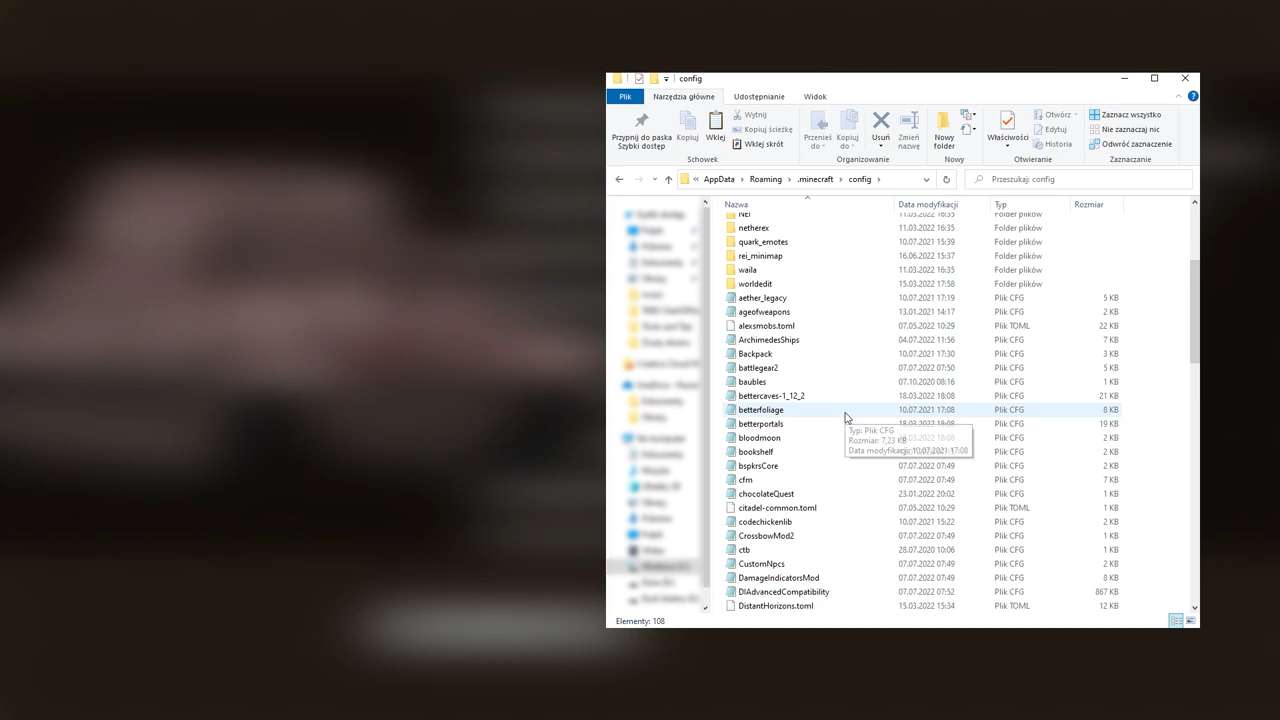 config
Plik Narzędzia główne Udostępnianie Widok
Przypnij do paska Szybki dostęp
Kopiuj
Wklej
Wytnij
Kopiuj ścieżkę
Wklej skrót
Przenieś do
Kopiuj do
Usuń
Zmień nazwę
Nowy folder
Właściwości
Otwórz
Edytuj
Historia
Zaznacz wszystko
Nie zaznaczaj nic
Odwróć zaznaczenie
Schowek Organizowanie Nowy Otwieranie Zaznaczanie
« AppData Roaming .minecraft config
Przeszukaj: config
Nazwa Data modyfikacji Typ Rozmiar
NEI 11.03.2022 16:35 Folder plików
netherex 11.03.2022 16:35 Folder plików
quark_emotes 10.07.2021 15:39 Folder plików
rei_minimap 16.06.2022 15:37 Folder plików
waila 11.03.2022 16:35 Folder plików
worldedit 15.03.2022 17:58 Folder plików
aether_legacy 10.07.2021 17:19 Plik CFG 5 KB
ageofweapons 13.01.2021 14:17 Plik CFG 2 KB
alexsmobs.toml 07.05.2022 10:29 Plik TOML 22 KB
ArchimedesShips 04.07.2022 11:56 Plik CFG 7 KB
Backpack 10.07.2021 17:30 Plik CFG 3 KB
battlegear2 07.07.2022 07:50 Plik CFG 5 KB
baubles 07.10.2020 08:16 Plik CFG 1 KB
bettercaves-1_12_2 18.03.2022 18:08 Plik CFG 21 KB
betterfoliage 10.07.2021 17:08 Plik CFG 8 KB
betterportals 18.03.2022 18:08 Plik CFG 19 KB
bloodmoon 18:08 Plik CFG 2 KB
bookshelf Plik CFG 2 KB
Typ: Plik CFG
Rozmiar: 7,23 KB
Data modyfikacji: 10.07.2021 17:08
bspkrsCore 07.07.2022 07:49 Plik CFG 2 KB
cfm 07.07.2022 07:49 Plik CFG 7 KB
chocolateQuest 23.01.2022 20:02 Plik CFG 2 KB
citadel-common.toml 07.05.2022 10:29 Plik TOML 1 KB
codechickenlib 10.07.2021 15:22 Plik CFG 2 KB
CrossbowMod2 07.07.2022 07:49 Plik CFG 1 KB
ctb 28.07.2020 10:06 Plik CFG 1 KB
CustomNpcs 07.07.2022 07:49 Plik CFG 2 KB
DamageIndicatorsMod 07.07.2022 07:49 Plik CFG 8 KB
DIAdvancedCompatibility 07.07.2022 07:52 Plik CFG 867 KB
DistantHorizons.toml 15.03.2022 15:34 Plik TOML 12 KB
Elementy: 108